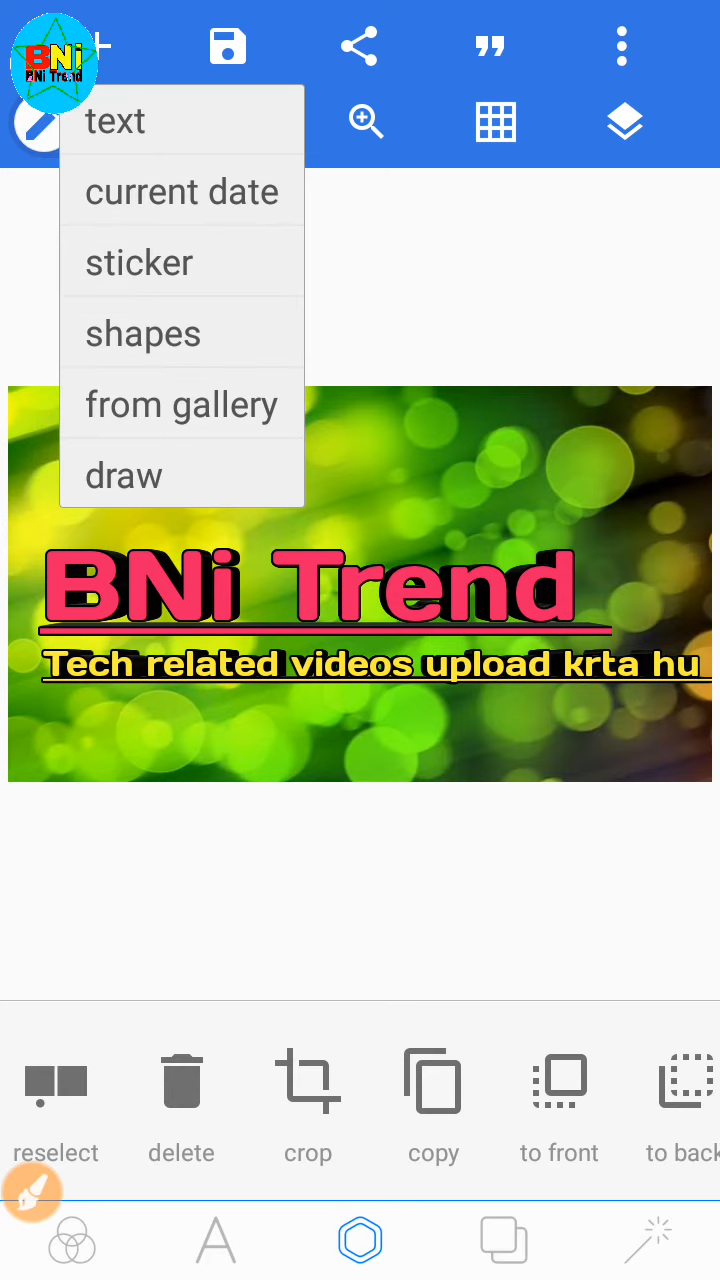 BNi
BNi Trend
text
current date
sticker
shapes
from gallery
draw
BNi Trend
Tech related videos upload krta hu
reselect
delete
crop
copy
to front
to back